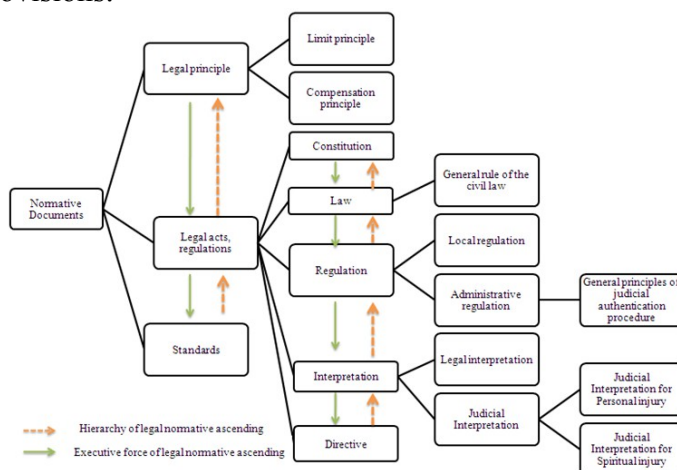 ovisions.
Limit principle
Legal principle
Compensation
principle
Constitution
General rule of the
civil law
Law
Normative
Documents
Legal acts,
regulations
Local regulation
Regulation
Administrative
regulation
General principles of
judicial
authentication
procedure
Standards
Legal interpretation
Interpretation
Judicial
Interpretation
Judicial
Interpretation for
Personal injury
Judicial
Interpretation for
Spiritual injury
Directive
Hierarchy of legal normative ascending
Executive force of legal normative ascending